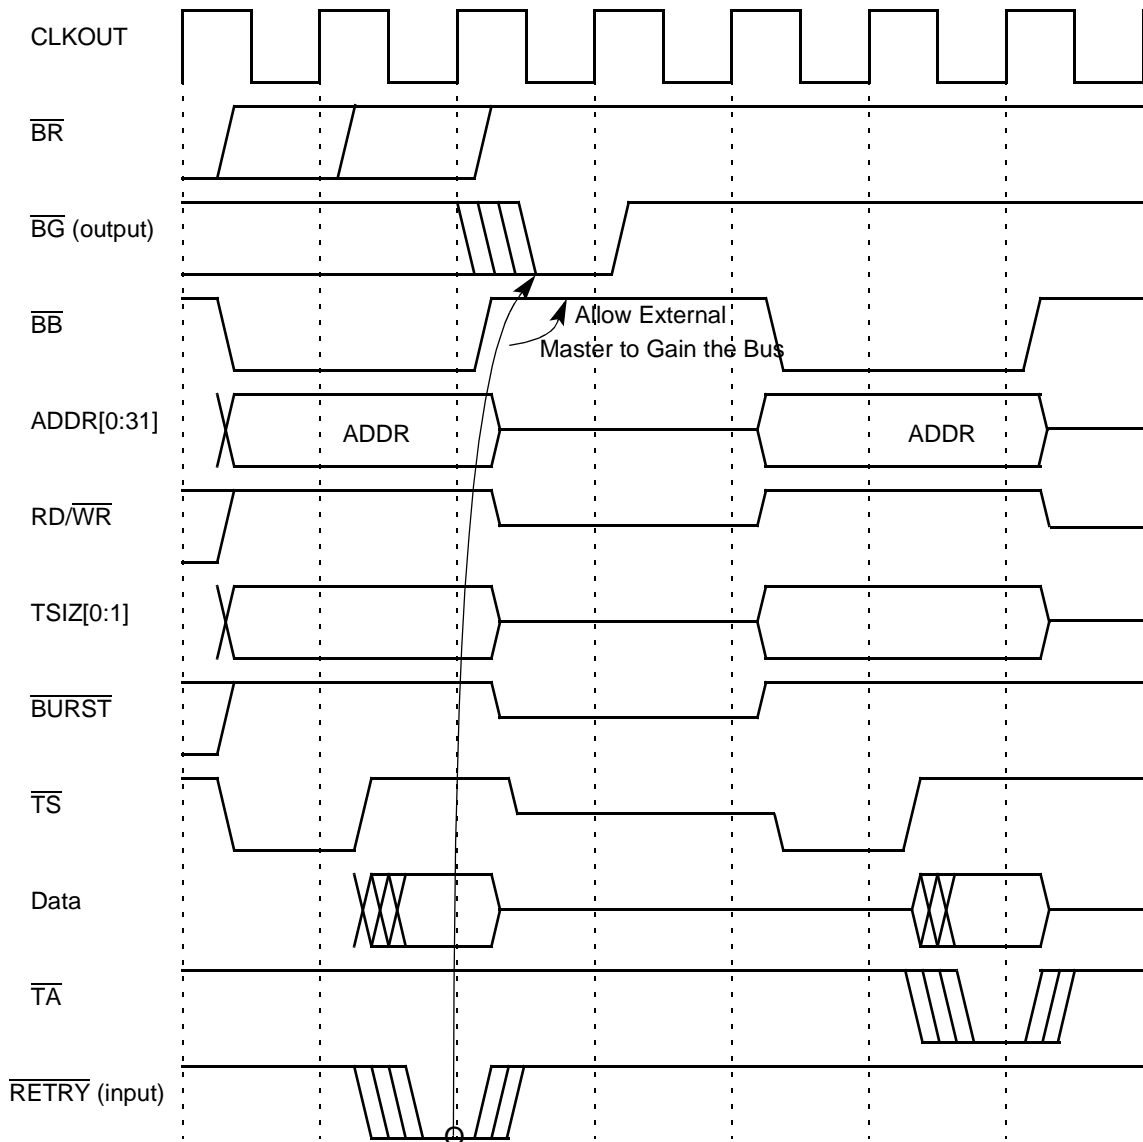 CLKOUT
BR
BG (output)
BB
Allow External
Master to Gain the Bus
ADDR[0:31]
ADDR
ADDR
RD/WR
TSIZ[0:1]
BURST
TS
Data
TA
RETRY (input)